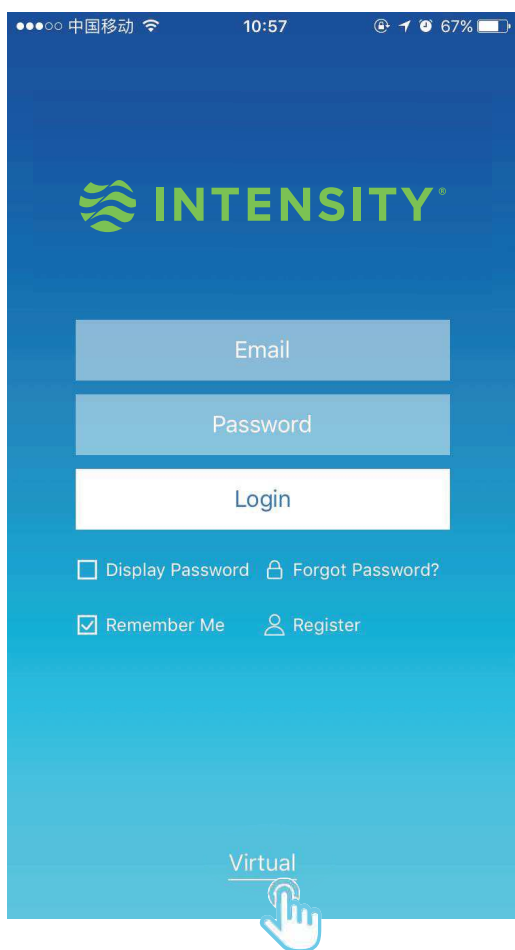 中国移动 10:57 67%
INTENSITY®
Email
Password
Login
Display Password Forgot Password?
Remember Me Register
Virtual